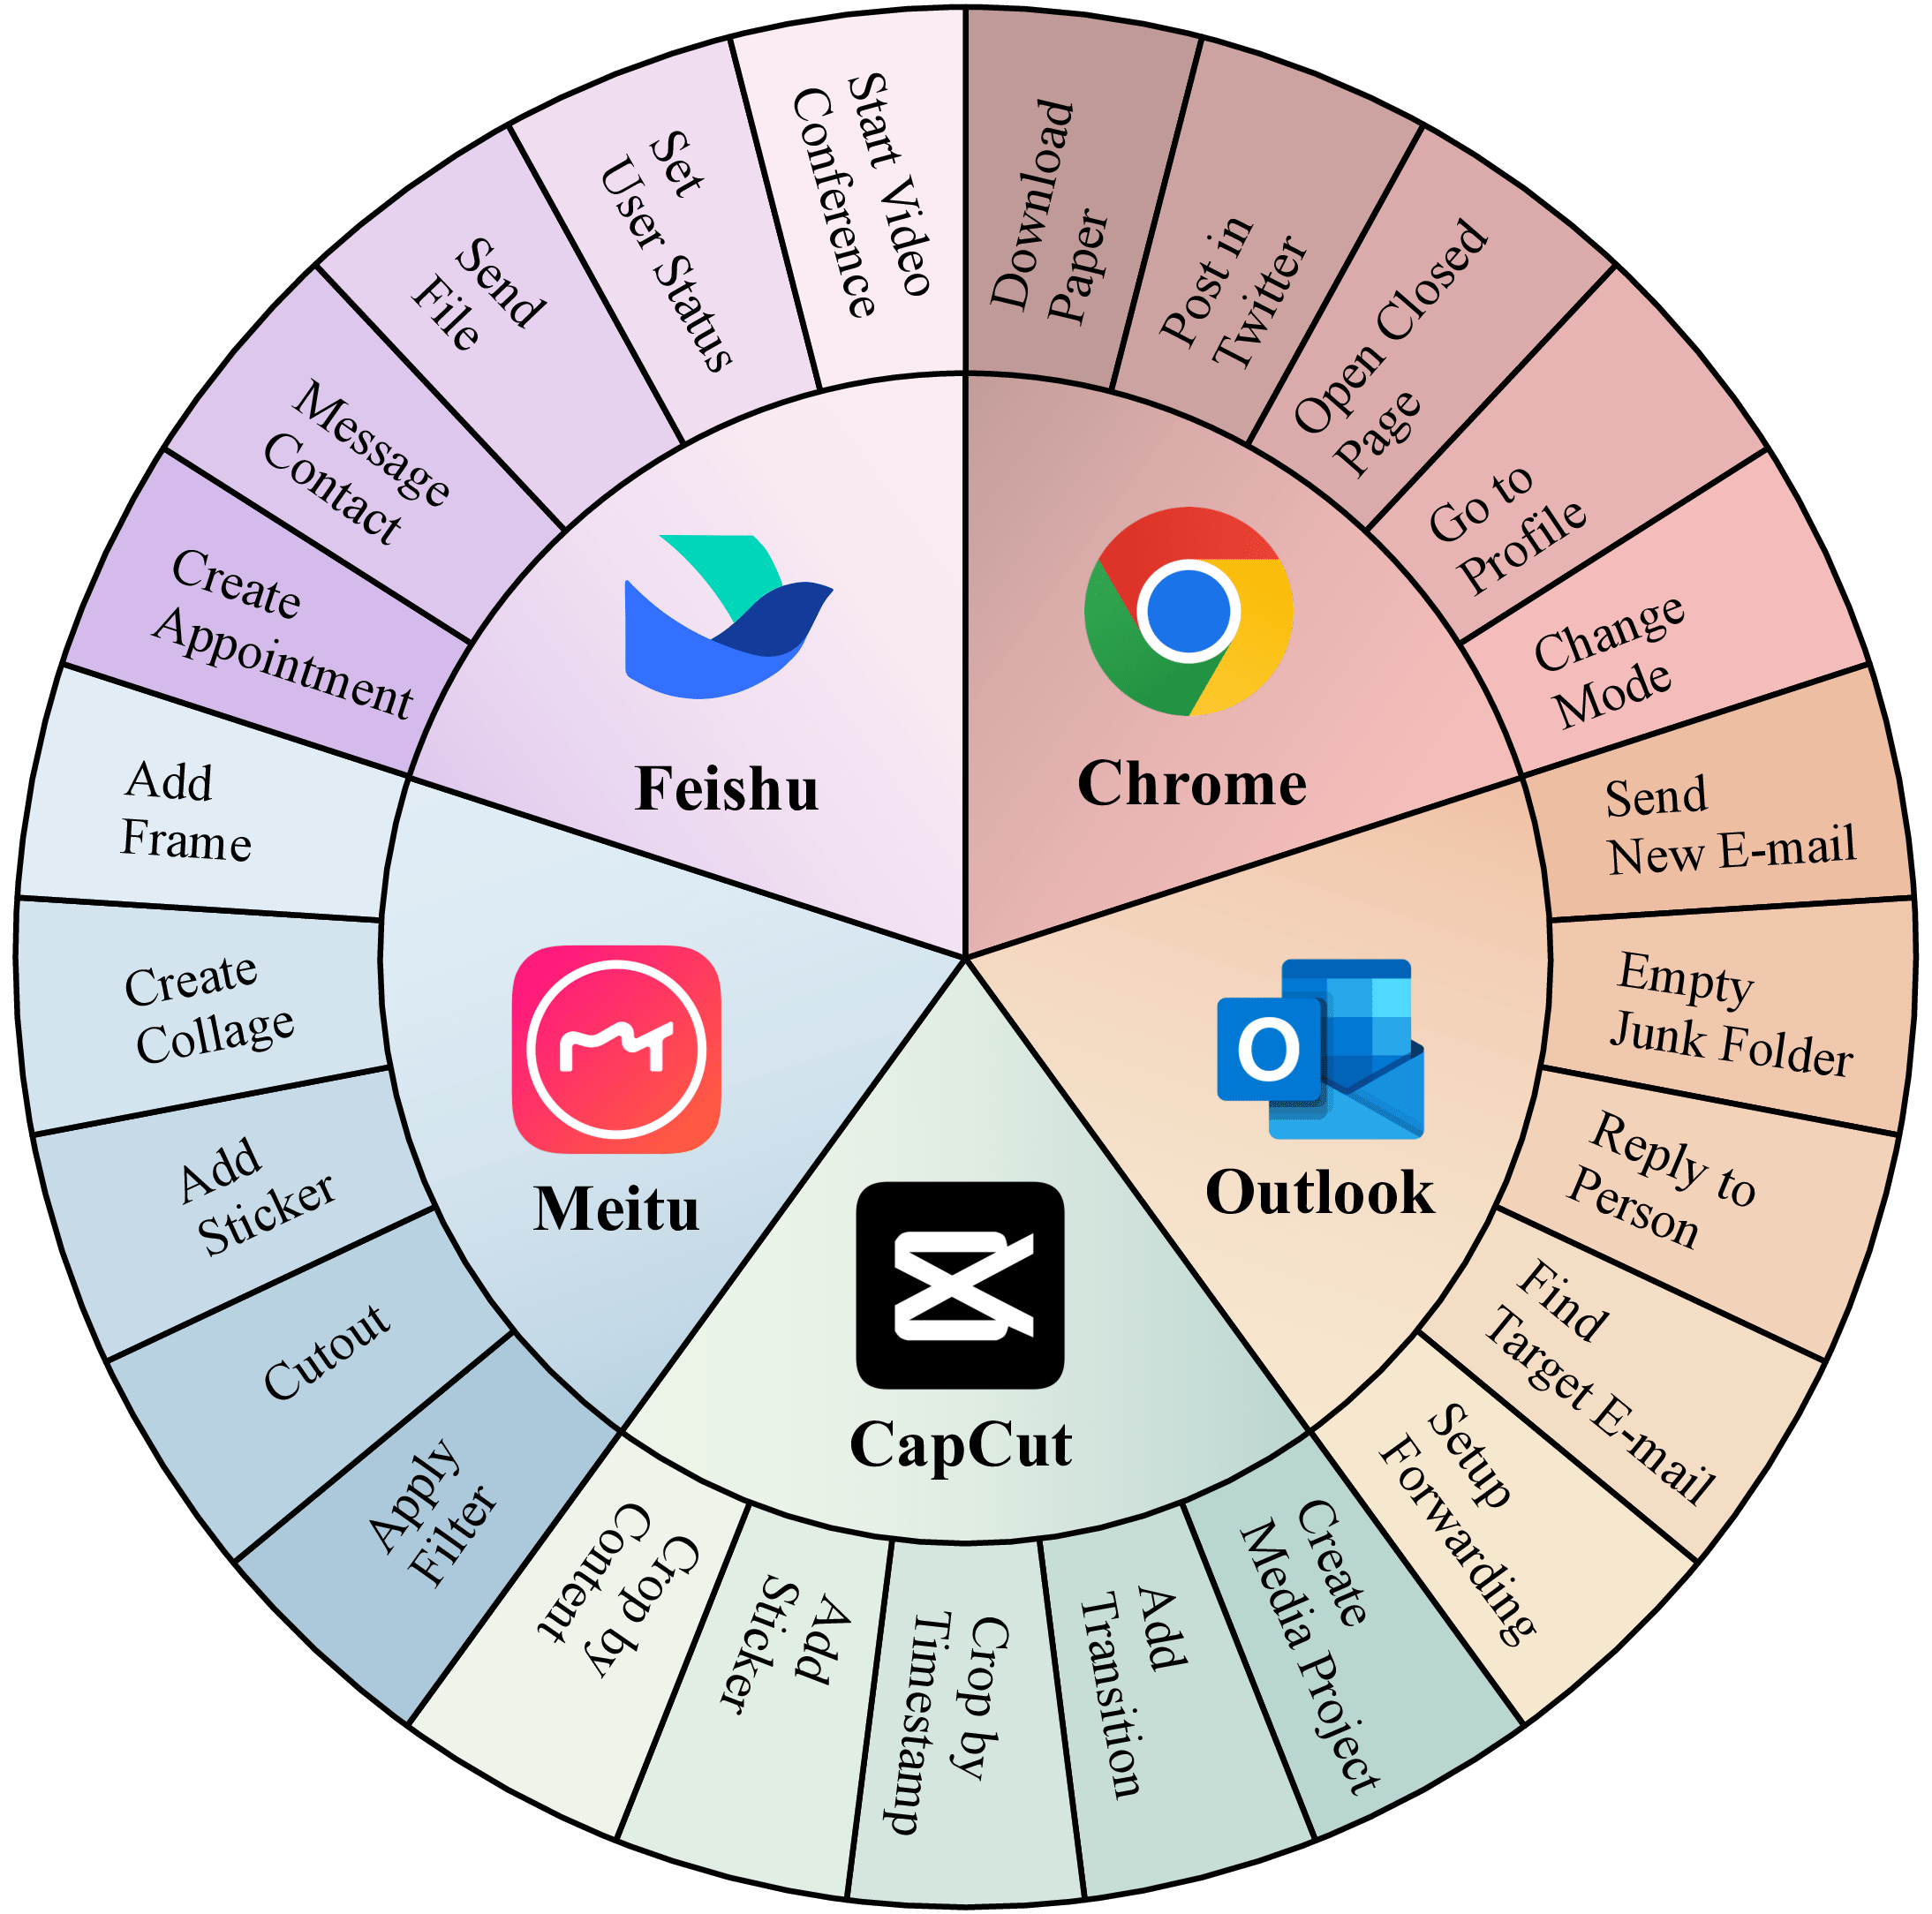 Download
Paper
Post in
Twitter
Open Closed
Page
Go to
Profile
Change
Mode
Chrome
Send
New E-mail
Empty
Junk Folder
Reply to
Person
Find
Target E-mail
Setup
Forwarding
O
Outlook
Create
Media Project
Add
Transition
Crop by
Timestamp
Add
Sticker
Crop by
Content
CapCut
Apply
Filter
Cutout
Add
Sticker
Create
Collage
Add
Frame
Meitu
Create
Appointment
Message
Contact
Send
File
Set
User Status
Start Video
Conference
Feishu